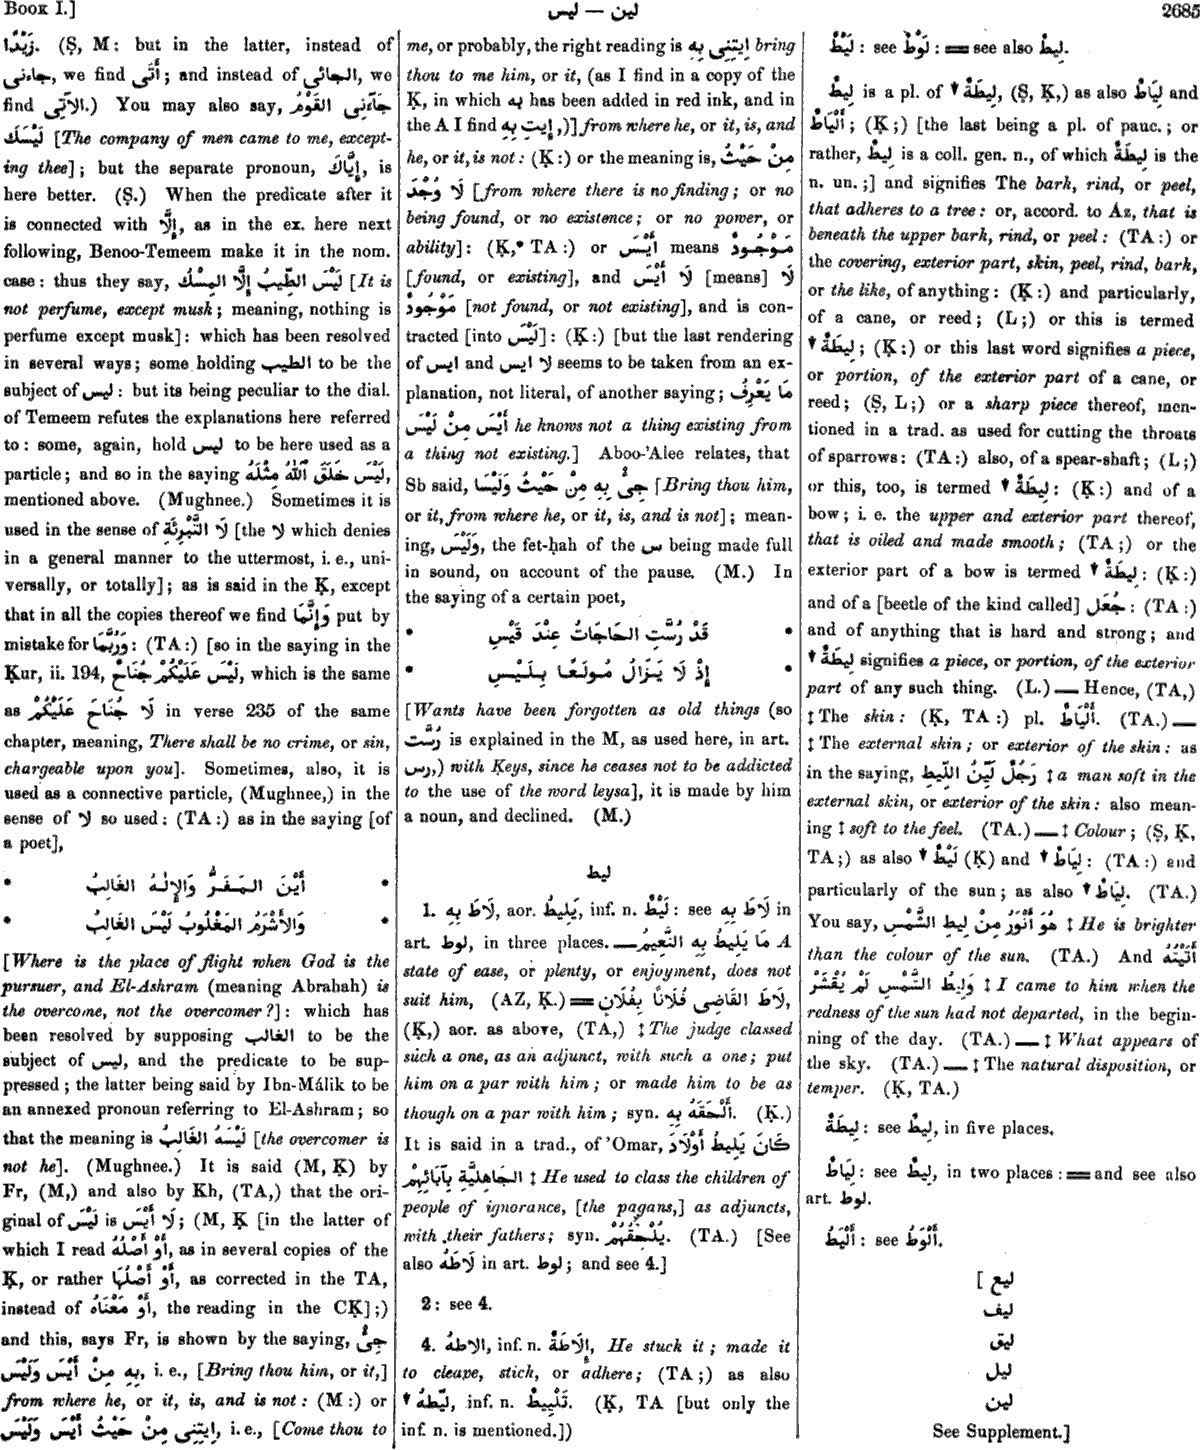 Book I.]
لين — ليس
2685
زَيْدًا. (Ṣ, M: but in the latter, instead of
جاءنى, we find أَتَى; and instead of الجائى, we
find الآتِى.) You may also say, جَآءَنِى القَوْمُ
لَيْسَكَ [The company of men came to me, except-
ing thee]; but the separate pronoun, إِيَّاكَ, is
here better. (Ṣ.) When the predicate after it
is connected with إِلَّا, as in the ex. here next
following, Benoo-Temeem make it in the nom.
case: thus they say, لَيْسَ الطِّيبُ إِلَّا المِسْكُ [It is
not perfume, except musk; meaning, nothing is
perfume except musk]: which has been resolved
in several ways; some holding الطيب to be the
subject of ليس: but its being peculiar to the dial.
of Temeem refutes the explanations here referred
to: some, again, hold ليس to be here used as a
particle; and so in the saying لَيْسَ خَلَقَ ٱللّٰهُ مِثْلَهُ,
mentioned above. (Mughnee.) Sometimes it is
used in the sense of لَا التَّبْرِئَة [the لا which denies
in a general manner to the uttermost, i. e., uni-
versally, or totally]; as is said in the Ḳ, except
that in all the copies thereof we find وَإِنَّمَا put by
mistake for وَرُبَّمَا: (TA:) [so in the saying in the
Ḳur, ii. 194, لَيْسَ عَلَيْكُمْ جُنَاحٌ, which is the same
as لَا جُنَاحَ عَلَيْكُمْ in verse 235 of the same
chapter, meaning, There shall be no crime, or sin,
chargeable upon you]. Sometimes, also, it is
used as a connective particle, (Mughnee,) in the
sense of لا so used: (TA:) as in the saying [of
a poet],
* أَيْنَ المَفَرُّ وَالإِلٰهُ الغَالِبُ *
* وَالأَشْرَمُ المَغْلُوبُ لَيْسَ الغَالِبُ *
[Where is the place of flight when God is the
pursuer, and El-Ashram (meaning Abrahah) is
the overcome, not the overcomer?]: which has
been resolved by supposing الغالب to be the
subject of ليس, and the predicate to be sup-
pressed; the latter being said by Ibn-Málik to be
an annexed pronoun referring to El-Ashram; so
that the meaning is لَيْسَهُ الغَالِبُ [the overcomer is
not he]. (Mughnee.) It is said (M, Ḳ) by
Fr, (M,) and also by Kh, (TA,) that the ori-
ginal of لَيْسَ is لَا أَيْسَ; (M, Ḳ [in the latter of
which I read أَوْ أَصْلُهُ, as in several copies of the
Ḳ, or rather أَوْ أَصْلُهَا, as corrected in the TA,
instead of أَوْ مَعْنَاهُ, the reading in the CḲ];)
and this, says Fr, is shown by the saying, جِئْ
بِهِ مِنْ أَيْسَ وَلَيْسَ, i. e., [Bring thou him, or it,]
from where he, or it, is, and is not: (M:) or
اِيتِنِى مِنْ حَيْثُ أَيْسَ وَلَيْسَ, i. e., [Come thou to
me, or probably, the right reading is اِيتِنِى بِهِ bring
thou to me him, or it, (as I find in a copy of the
Ḳ, in which به has been added in red ink, and in
the A I find إِيتِ بِهِ,)] from where he, or it, is, and
he, or it, is not: (Ḳ:) or the meaning is, مِنْ حَيْثُ
لَا وُجْدَ [from where there is no finding; or no
being found, or no existence; or no power, or
ability]: (Ḳ,* TA:) or أَيْسَ means مَوْجُودٌ
[found, or existing], and لَا أَيْسَ [means] لَا
مَوْجُودٌ [not found, or not existing], and is con-
tracted [into لَيْسَ]: (Ḳ:) [but the last rendering
of ايس and لا ايس seems to be taken from an ex-
planation, not literal, of another saying; مَا يَعْرِفُ
أَيْسَ مِنْ لَيْسَ he knows not a thing existing from
a thing not existing.] Aboo-'Alee relates, that
Sb said, جِئْ بِهِ مِنْ حَيْثُ وَلَيْسَا [Bring thou him,
or it, from where he, or it, is, and is not]; mean-
ing, وَلَيْسَ, the fet-ḥah of the س being made full
in sound, on account of the pause. (M.) In
the saying of a certain poet,
* قَدْ رُسَّتِ الحَاجَاتُ عِنْدَ قَيْسِ *
* إِذْ لَا يَزَالُ مُولَعًا بِلَيْسِ *
[Wants have been forgotten as old things (so
رُسَّت is explained in the M, as used here, in art.
رس,) with Ḳeys, since he ceases not to be addicted
to the use of the word leysa], it is made by him
a noun, and declined. (M.)
ليط
1. لَاطَ بِهِ, aor. يَلِيطُ, inf. n. لَيْطٌ: see لَاطَ بِهِ in
art. لوط, in three places.—مَا يَلِيطُ بِهِ النَّعِيمُ A
state of ease, or plenty, or enjoyment, does not
suit him, (AZ, Ḳ.) = لَاطَ القَاضِى فُلَانًا بِفُلَانٍ,
(Ḳ,) aor. as above, (TA,) ‡ The judge classed
such a one, as an adjunct, with such a one; put
him on a par with him; or made him to be as
though on a par with him; syn. أَلْحَقَهُ بِهِ. (Ḳ.)
It is said in a trad., of 'Omar, كَانَ يَلِيطُ أَوْلَادَ
الجَاهِلِيَّةِ بِآبَائِهِمْ ‡ He used to class the children of
people of ignorance, [the pagans,] as adjuncts,
with their fathers; syn. يُلْحِقُهُمْ. (TA.) [See
also لَاطَهُ in art. لوط; and see 4.]
2: see 4.
4. الاطهُ, inf. n. إِلَاطَةٌ, He stuck it; made it
to cleave, stick, or adhere; (TA;) as also
▼ ليّطهُ, inf. n. تَلْيِيطٌ. (Ḳ, TA [but only the
inf. n. is mentioned.])
لَيْطٌ: see لَوْطٌ: = see also لِيطٌ.
لِيطٌ is a pl. of ▼ لِيطَةٌ, (Ṣ, Ḳ,) as also لِيَاطٌ and
أَلْيَاطٌ; (Ḳ;) [the last being a pl. of pauc.; or
rather, لِيطٌ is a coll. gen. n., of which لِيطَةٌ is the
n. un.;] and signifies The bark, rind, or peel,
that adheres to a tree: or, accord. to Az, that is
beneath the upper bark, rind, or peel: (TA:) or
the covering, exterior part, skin, peel, rind, bark,
or the like, of anything: (Ḳ:) and particularly,
of a cane, or reed; (L;) or this is termed
▼ لِيطَةٌ; (Ḳ:) or this last word signifies a piece,
or portion, of the exterior part of a cane, or
reed; (Ṣ, L;) or a sharp piece thereof, men-
tioned in a trad. as used for cutting the throats
of sparrows: (TA:) also, of a spear-shaft; (L;)
or this, too, is termed ▼ لِيطَةٌ: (Ḳ:) and of a
bow; i. e. the upper and exterior part thereof,
that is oiled and made smooth; (TA;) or the
exterior part of a bow is termed ▼ لِيطَةٌ: (Ḳ:)
and of a [beetle of the kind called] جُعَل: (TA:)
and of anything that is hard and strong; and
▼ لِيطَةٌ signifies a piece, or portion, of the exterior
part of any such thing. (L.) — Hence, (TA,)
‡ The skin: (Ḳ, TA:) pl. أَلْيَاطٌ. (TA.) —
‡ The external skin; or exterior of the skin: as
in the saying, رَجُلٌ لَيِّنُ اللِّيطِ ‡ a man soft in the
external skin, or exterior of the skin: also mean-
ing ‡ soft to the feel. (TA.) — ‡ Colour; (Ṣ, Ḳ,
TA;) as also ▼ لَيْطٌ (Ḳ) and ▼ لِيَاطٌ: (TA:) and
particularly of the sun; as also ▼ لِيَاطٌ. (TA.)
You say, هُوَ أَنْوَرُ مِنْ لِيطِ الشَّمْسِ ‡ He is brighter
than the colour of the sun. (TA.) And أَتَيْتُهُ
وَلِيطُ الشَّمْسِ لَمْ يُقْشَرْ ‡ I came to him when the
redness of the sun had not departed, in the begin-
ning of the day. (TA.) — ‡ What appears of
the sky. (TA.) — ‡ The natural disposition, or
temper. (Ḳ, TA.)
لِيطَةٌ: see لِيطٌ, in five places.
لِيَاطٌ: see لِيطٌ, in two places: = and see also
art. لوط.
أَلْيَطُ: see أَلْوَطُ.
[ ليع
ليف
ليق
ليل
لين
See Supplement.]